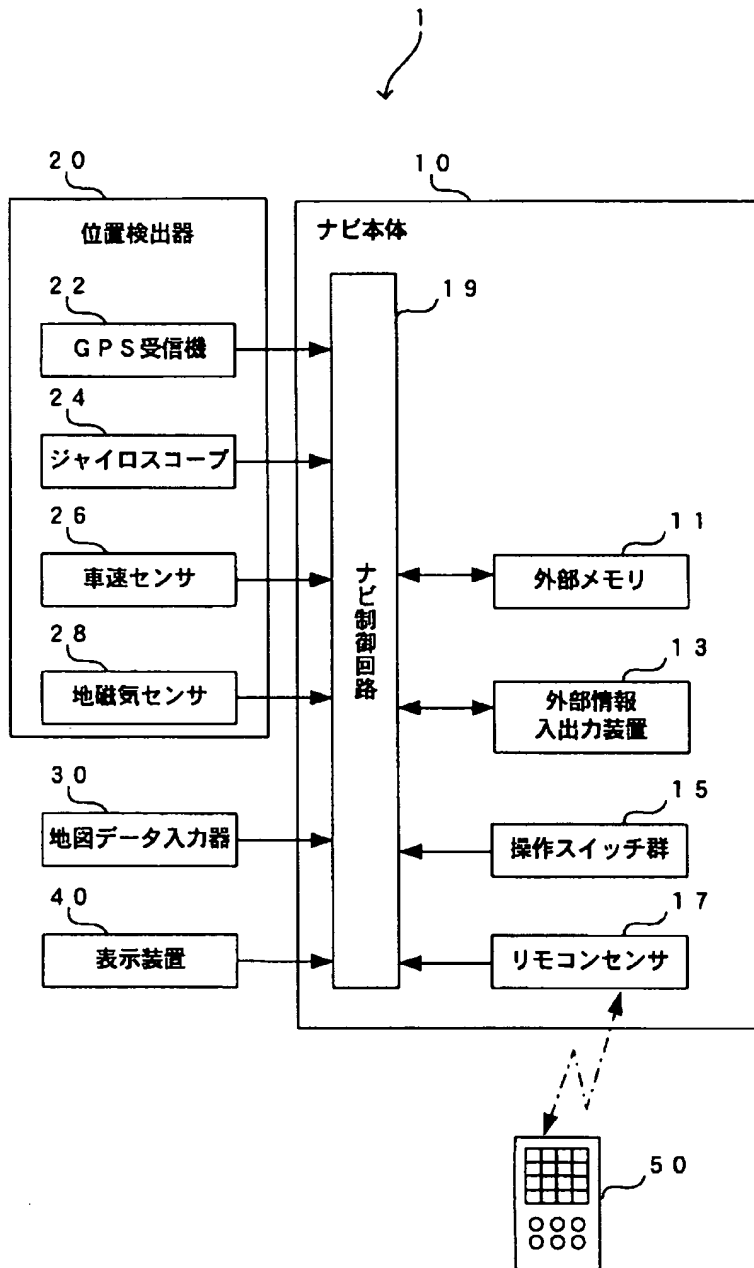 1
20
10
位置検出器
ナビ本体
22
GPS受信機
19
24
ジャイロスコープ
26
車速センサ
11
外部メモリ
ナビ制御回路
28
地磁気センサ
13
外部情報
入出力装置
30
地図データ入力器
15
操作スイッチ群
40
表示装置
17
リモコンセンサ
50